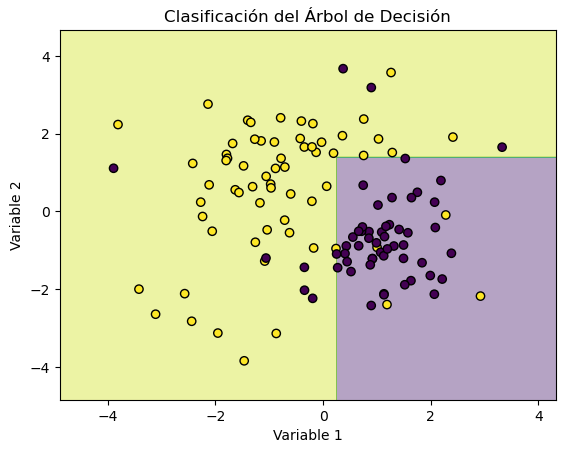 Clasificación del Árbol de Decisión
4
2
0
−2
−4
Variable 2
−4 −2 0 2 4
Variable 1